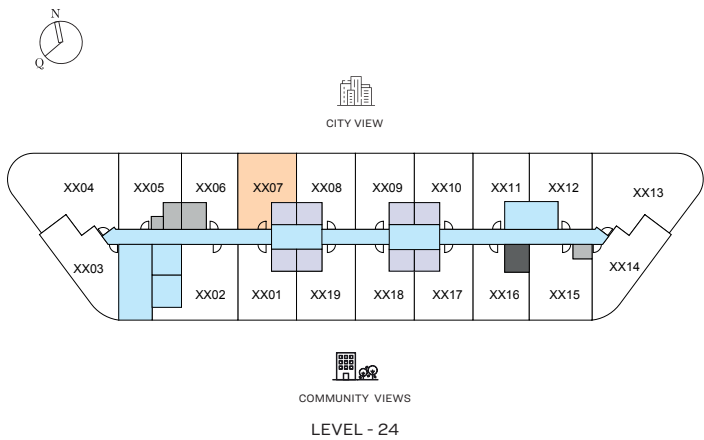 N
Q
CITY VIEW
XX04 XX05 XX06 XX07 XX08 XX09 XX10 XX11 XX12 XX13
XX03 XX02 XX01 XX19 XX18 XX17 XX16 XX15 XX14
COMMUNITY VIEWS
LEVEL - 24